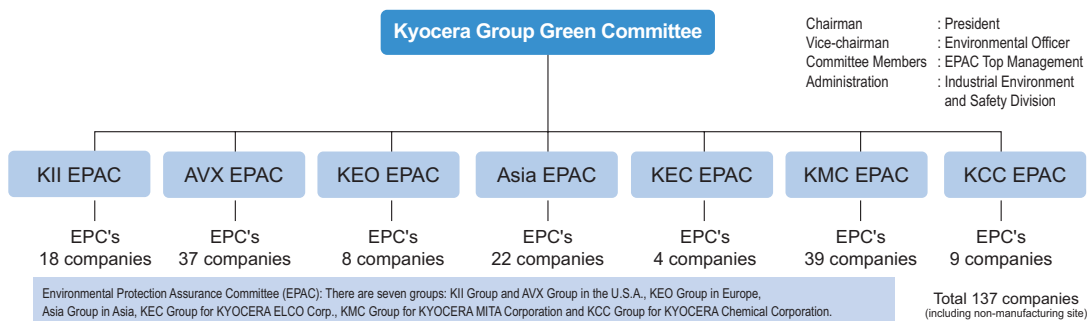 Kyocera Group Green Committee
Chairman : President
Vice-chairman : Environmental Officer
Committee Members : EPAC Top Management
Administration : Industrial Environment
and Safety Division
KII EPAC
AVX EPAC
KEO EPAC
Asia EPAC
KEC EPAC
KMC EPAC
KCC EPAC
EPC's
18 companies
EPC's
37 companies
EPC's
8 companies
EPC's
22 companies
EPC's
4 companies
EPC's
39 companies
EPC's
9 companies
Environmental Protection Assurance Committee (EPAC): There are seven groups: KII Group and AVX Group in the U.S.A., KEO Group in Europe,
Asia Group in Asia, KEC Group for KYOCERA ELCO Corp., KMC Group for KYOCERA MITA Corporation and KCC Group for KYOCERA Chemical Corporation.
Total 137 companies
(including non-manufacturing site)